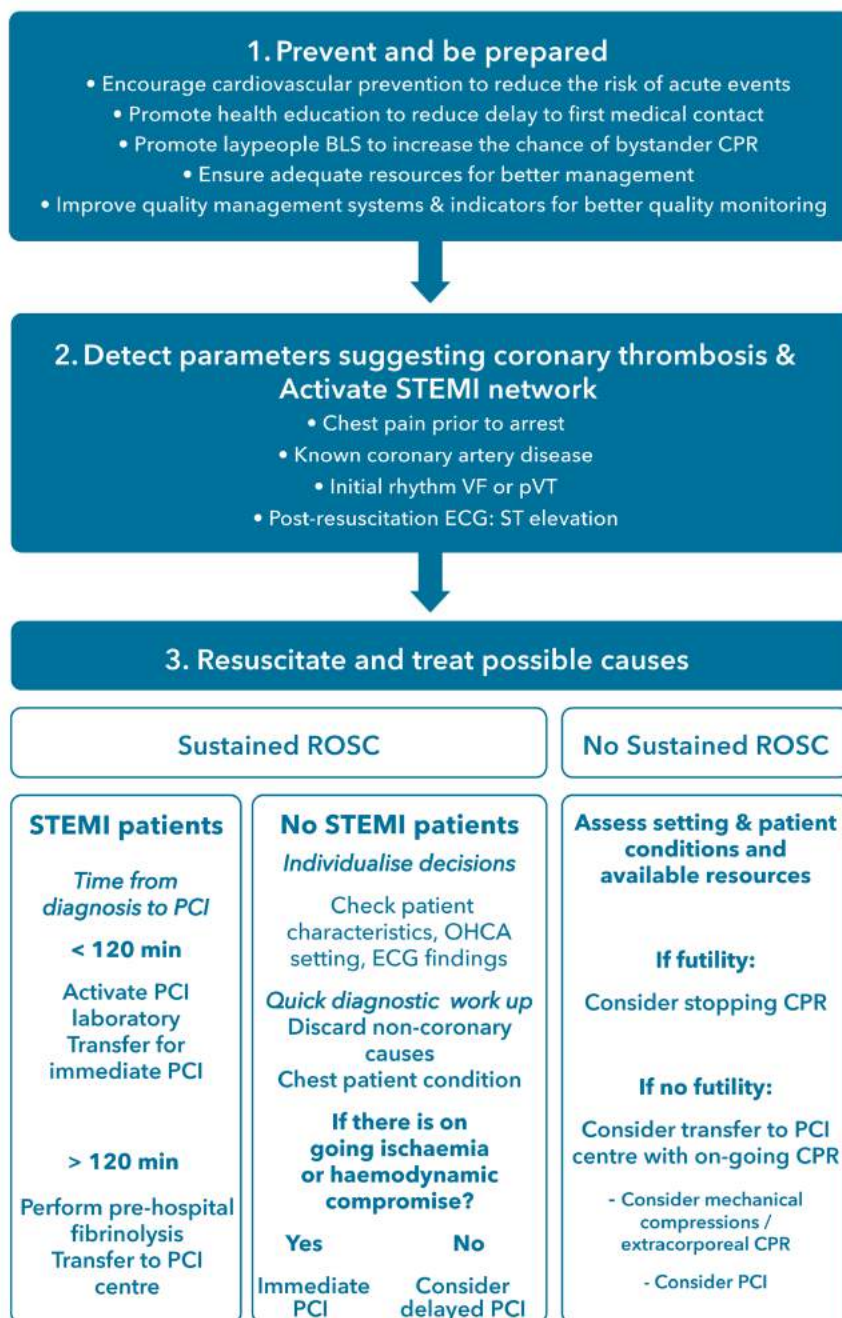 1. Prevent and be prepared
• Encourage cardiovascular prevention to reduce the risk of acute events
• Promote health education to reduce delay to first medical contact
• Promote laypeople BLS to increase the chance of bystander CPR
• Ensure adequate resources for better management
• Improve quality management systems & indicators for better quality monitoring
2. Detect parameters suggesting coronary thrombosis &
Activate STEMI network
• Chest pain prior to arrest
• Known coronary artery disease
• Initial rhythm VF or pVT
• Post-resuscitation ECG: ST elevation
3. Resuscitate and treat possible causes
Sustained ROSC
No Sustained ROSC
STEMI patients
Time from
diagnosis to PCI
< 120 min
Activate PCI
laboratory
Transfer for
immediate PCI
> 120 min
Perform pre-hospital
fibrinolysis
Transfer to PCI
centre
No STEMI patients
Individualise decisions
Check patient
characteristics, OHCA
setting, ECG findings
Quick diagnostic work up
Discard non-coronary
causes
Chest patient condition
If there is on
going ischaemia
or haemodynamic
compromise?
Yes No
Immediate Consider
PCI delayed PCI
Assess setting & patient
conditions and
available resources
If futility:
Consider stopping CPR
If no futility:
Consider transfer to PCI
centre with on-going CPR
- Consider mechanical
compressions /
extracorporeal CPR
- Consider PCI